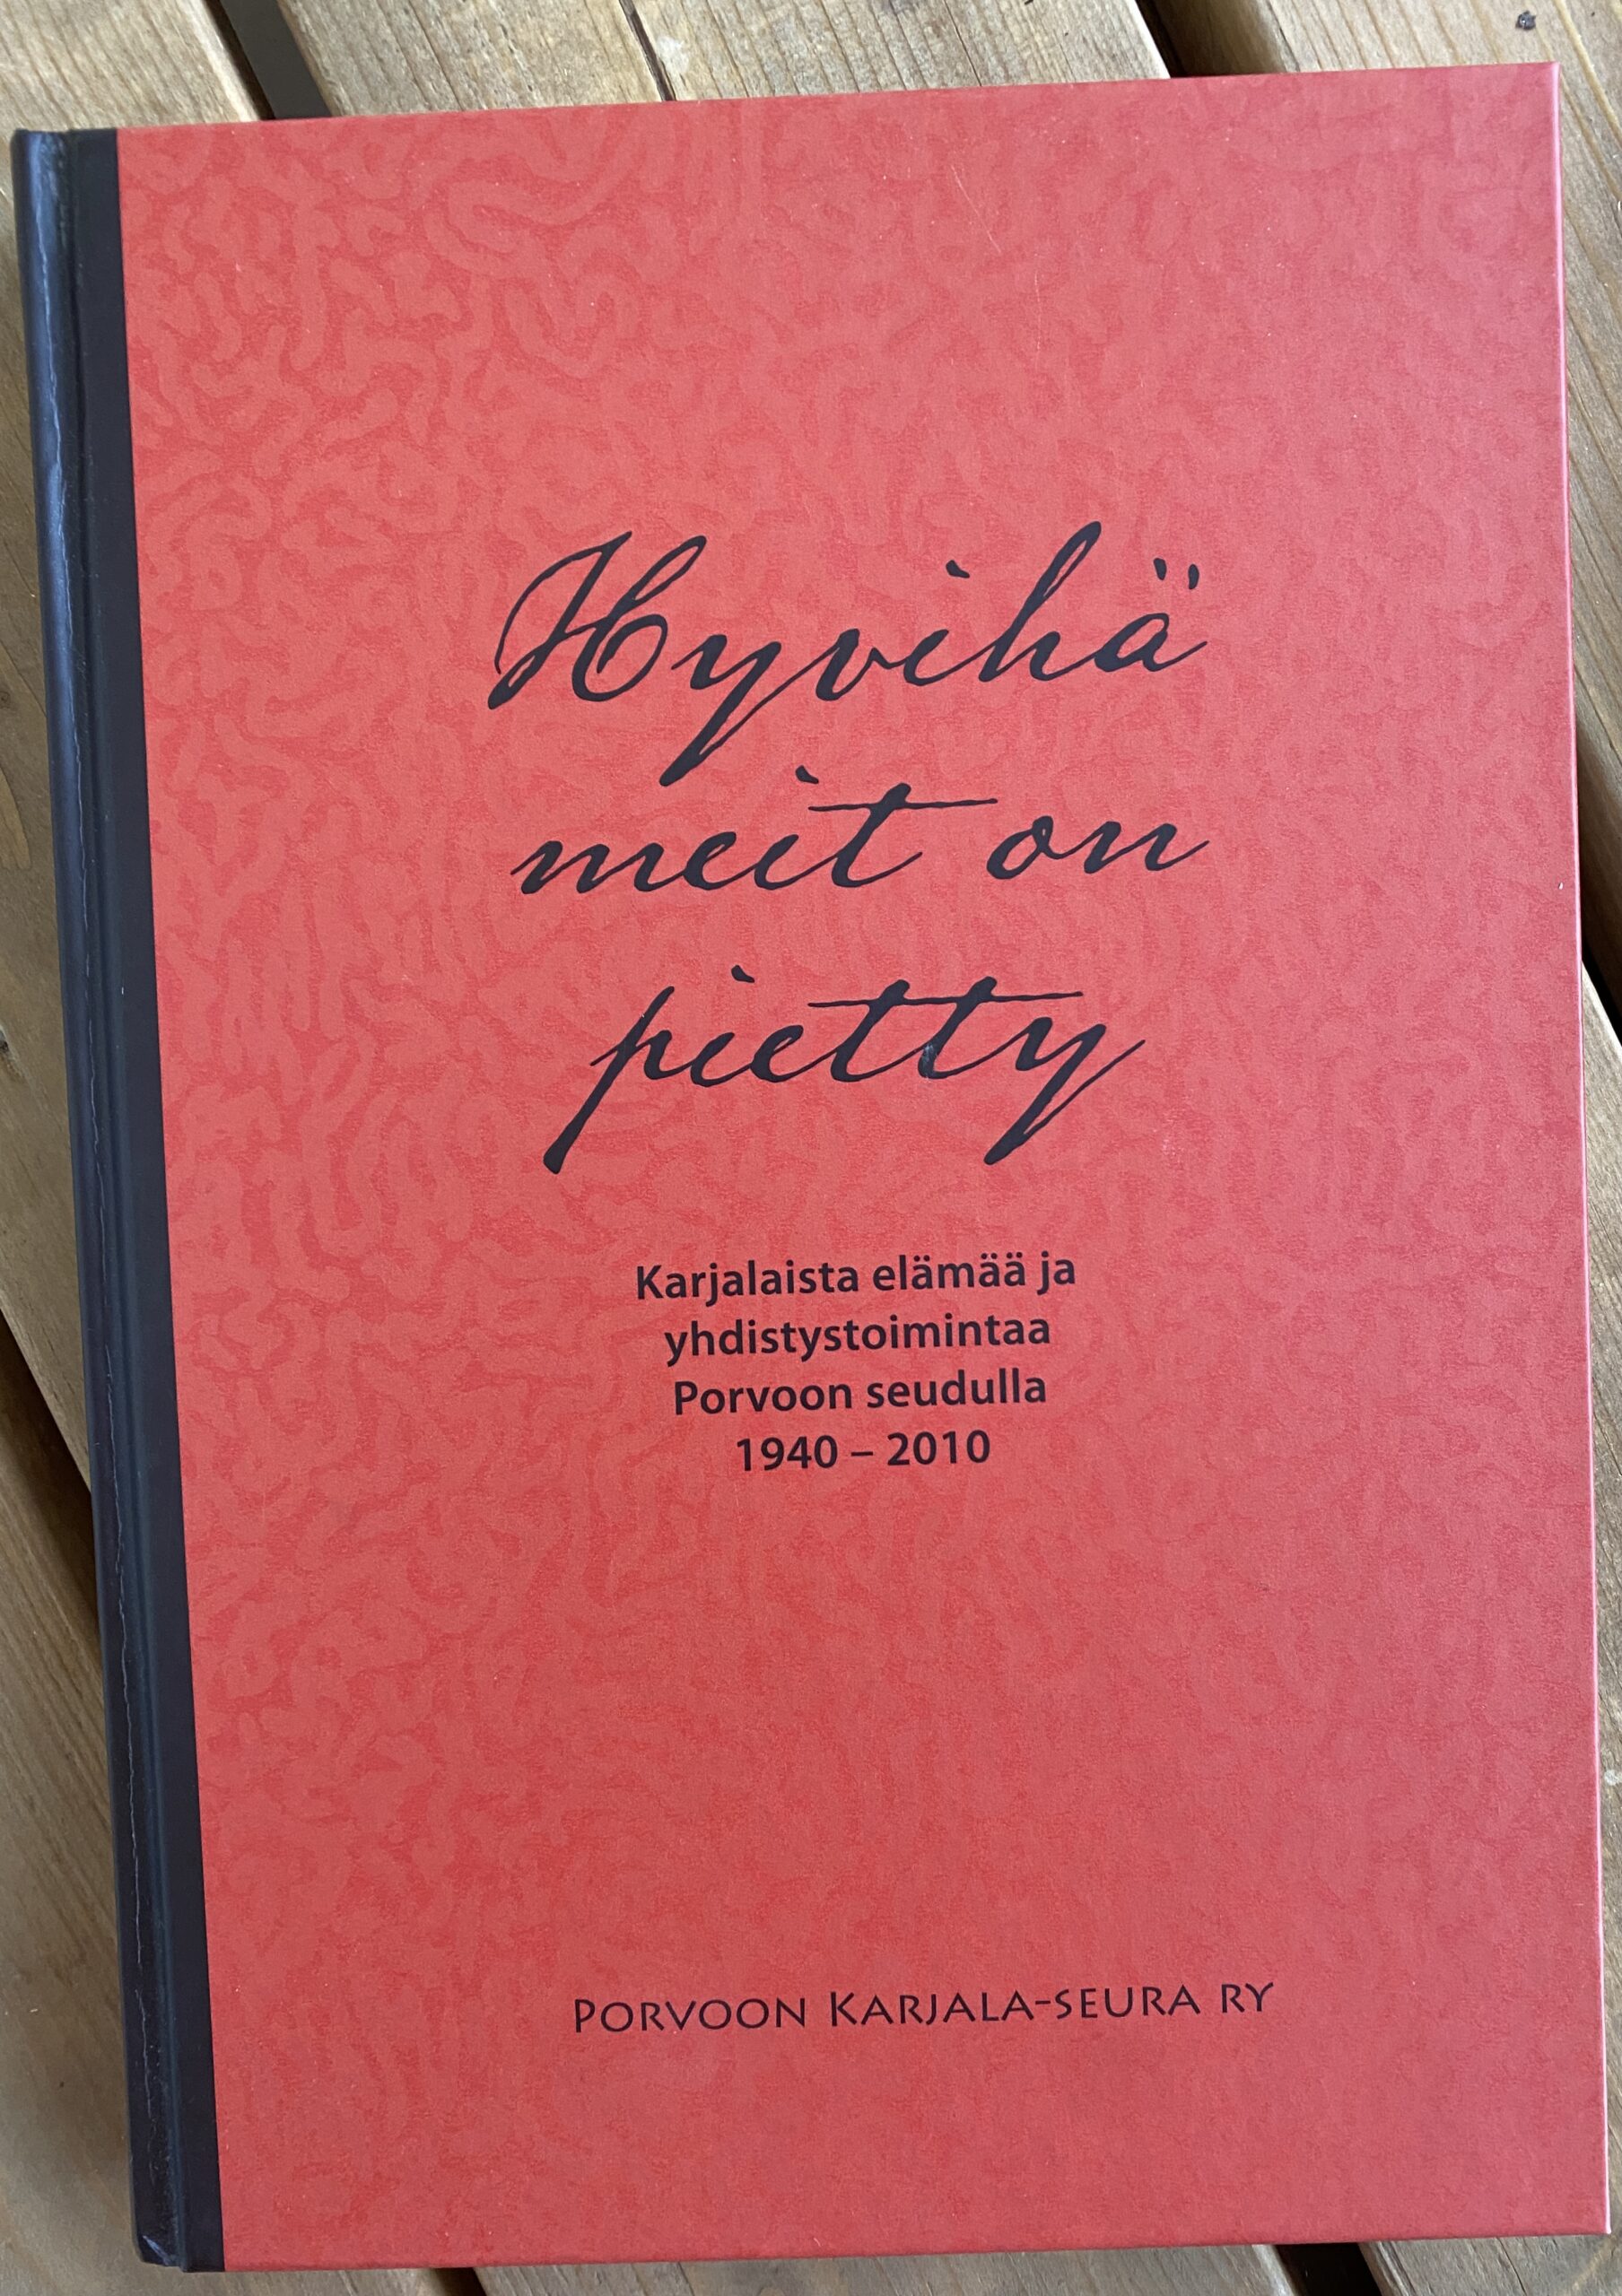 Hyvihä
meit on
pietty
Karjalaista elämää ja
yhdistystoimintaa
Porvoon seudulla
1940 – 2010
PORVOON KARJALA-SEURA RY